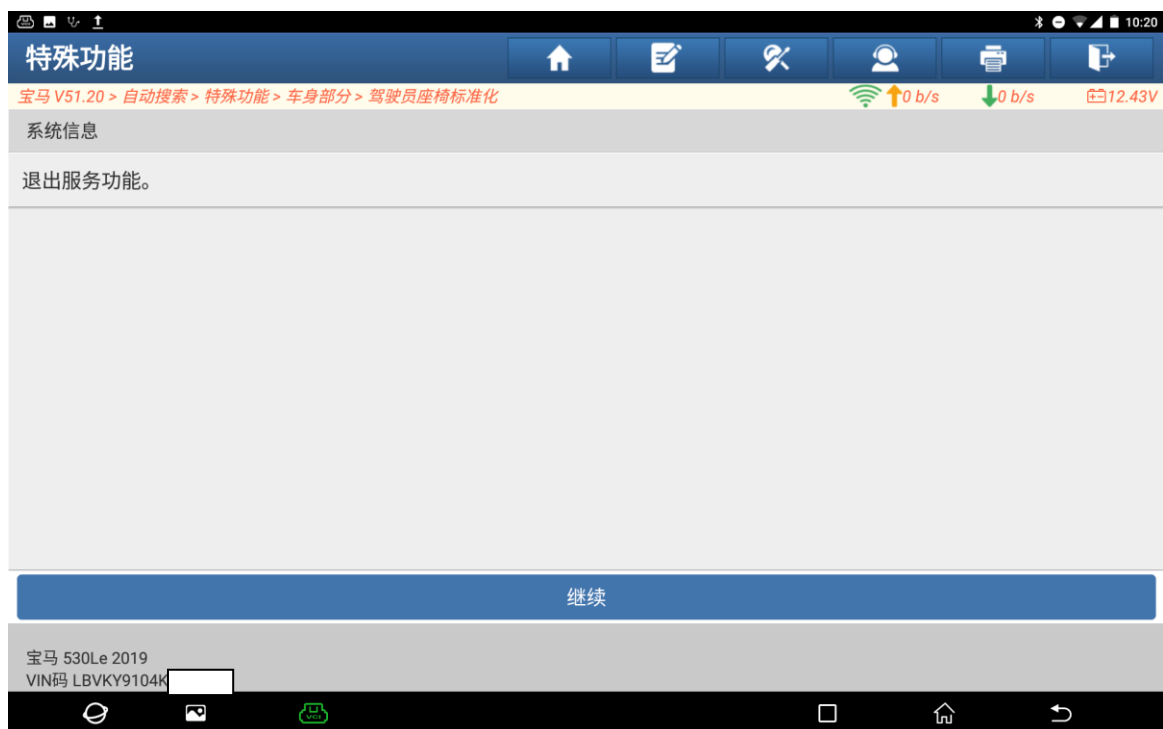 10:20
特殊功能
宝马 V51.20 > 自动搜索 > 特殊功能 > 车身部分 > 驾驶员座椅标准化
0 b/s
0 b/s
12.43V
系统信息
退出服务功能。
继续
宝马 530Le 2019
VIN码 LBVKY9104K
VCI